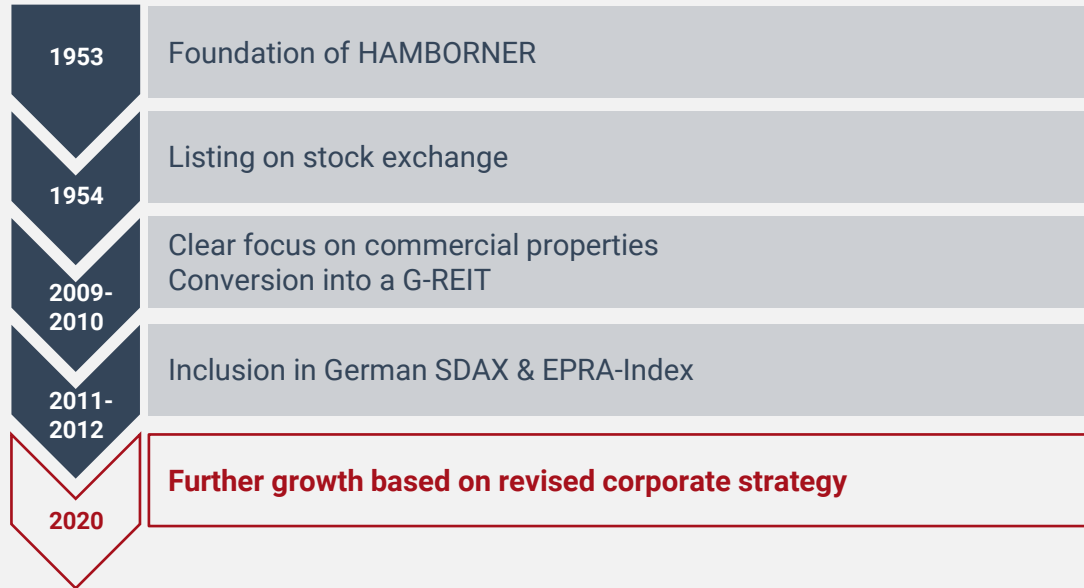 1953
Foundation of HAMBORNER
1954
Listing on stock exchange
2009-
2010
Clear focus on commercial properties
Conversion into a G-REIT
2011-
2012
Inclusion in German SDAX & EPRA-Index
2020
Further growth based on revised corporate strategy